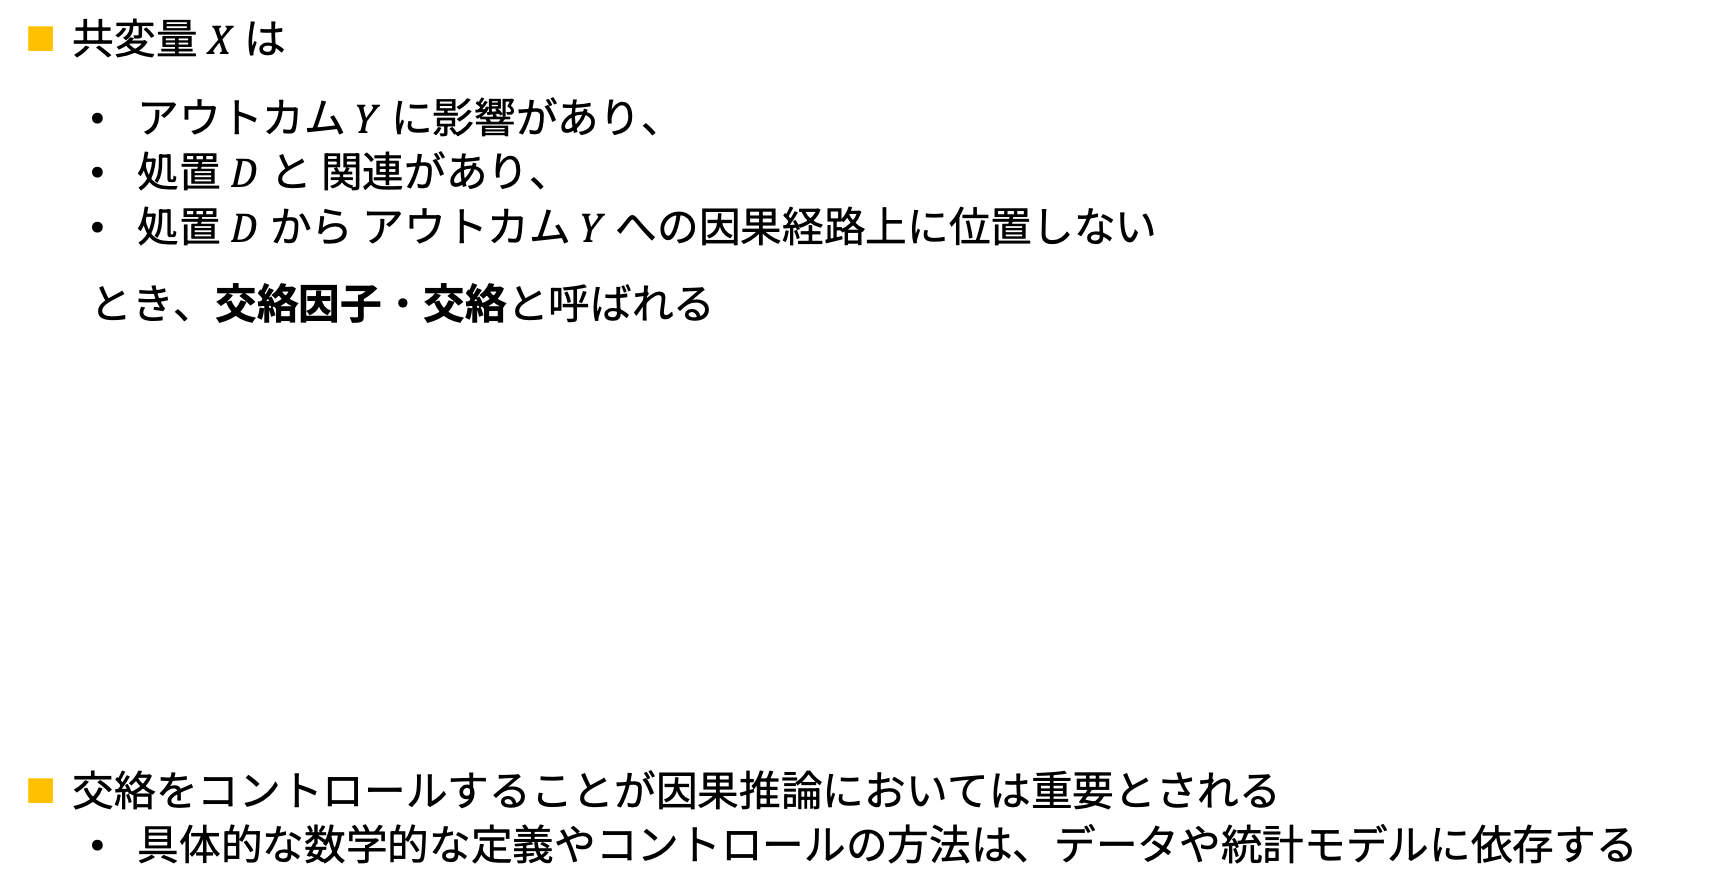 ■ 共変量 X は
• アウトカム Y に影響があり、
• 処置 D と 関連があり、
• 処置 D から アウトカム Y への因果経路上に位置しない
とき、交絡因子・交絡と呼ばれる
■ 交絡をコントロールすることが因果推論においては重要とされる
• 具体的な数学的な定義やコントロールの方法は、データや統計モデルに依存する